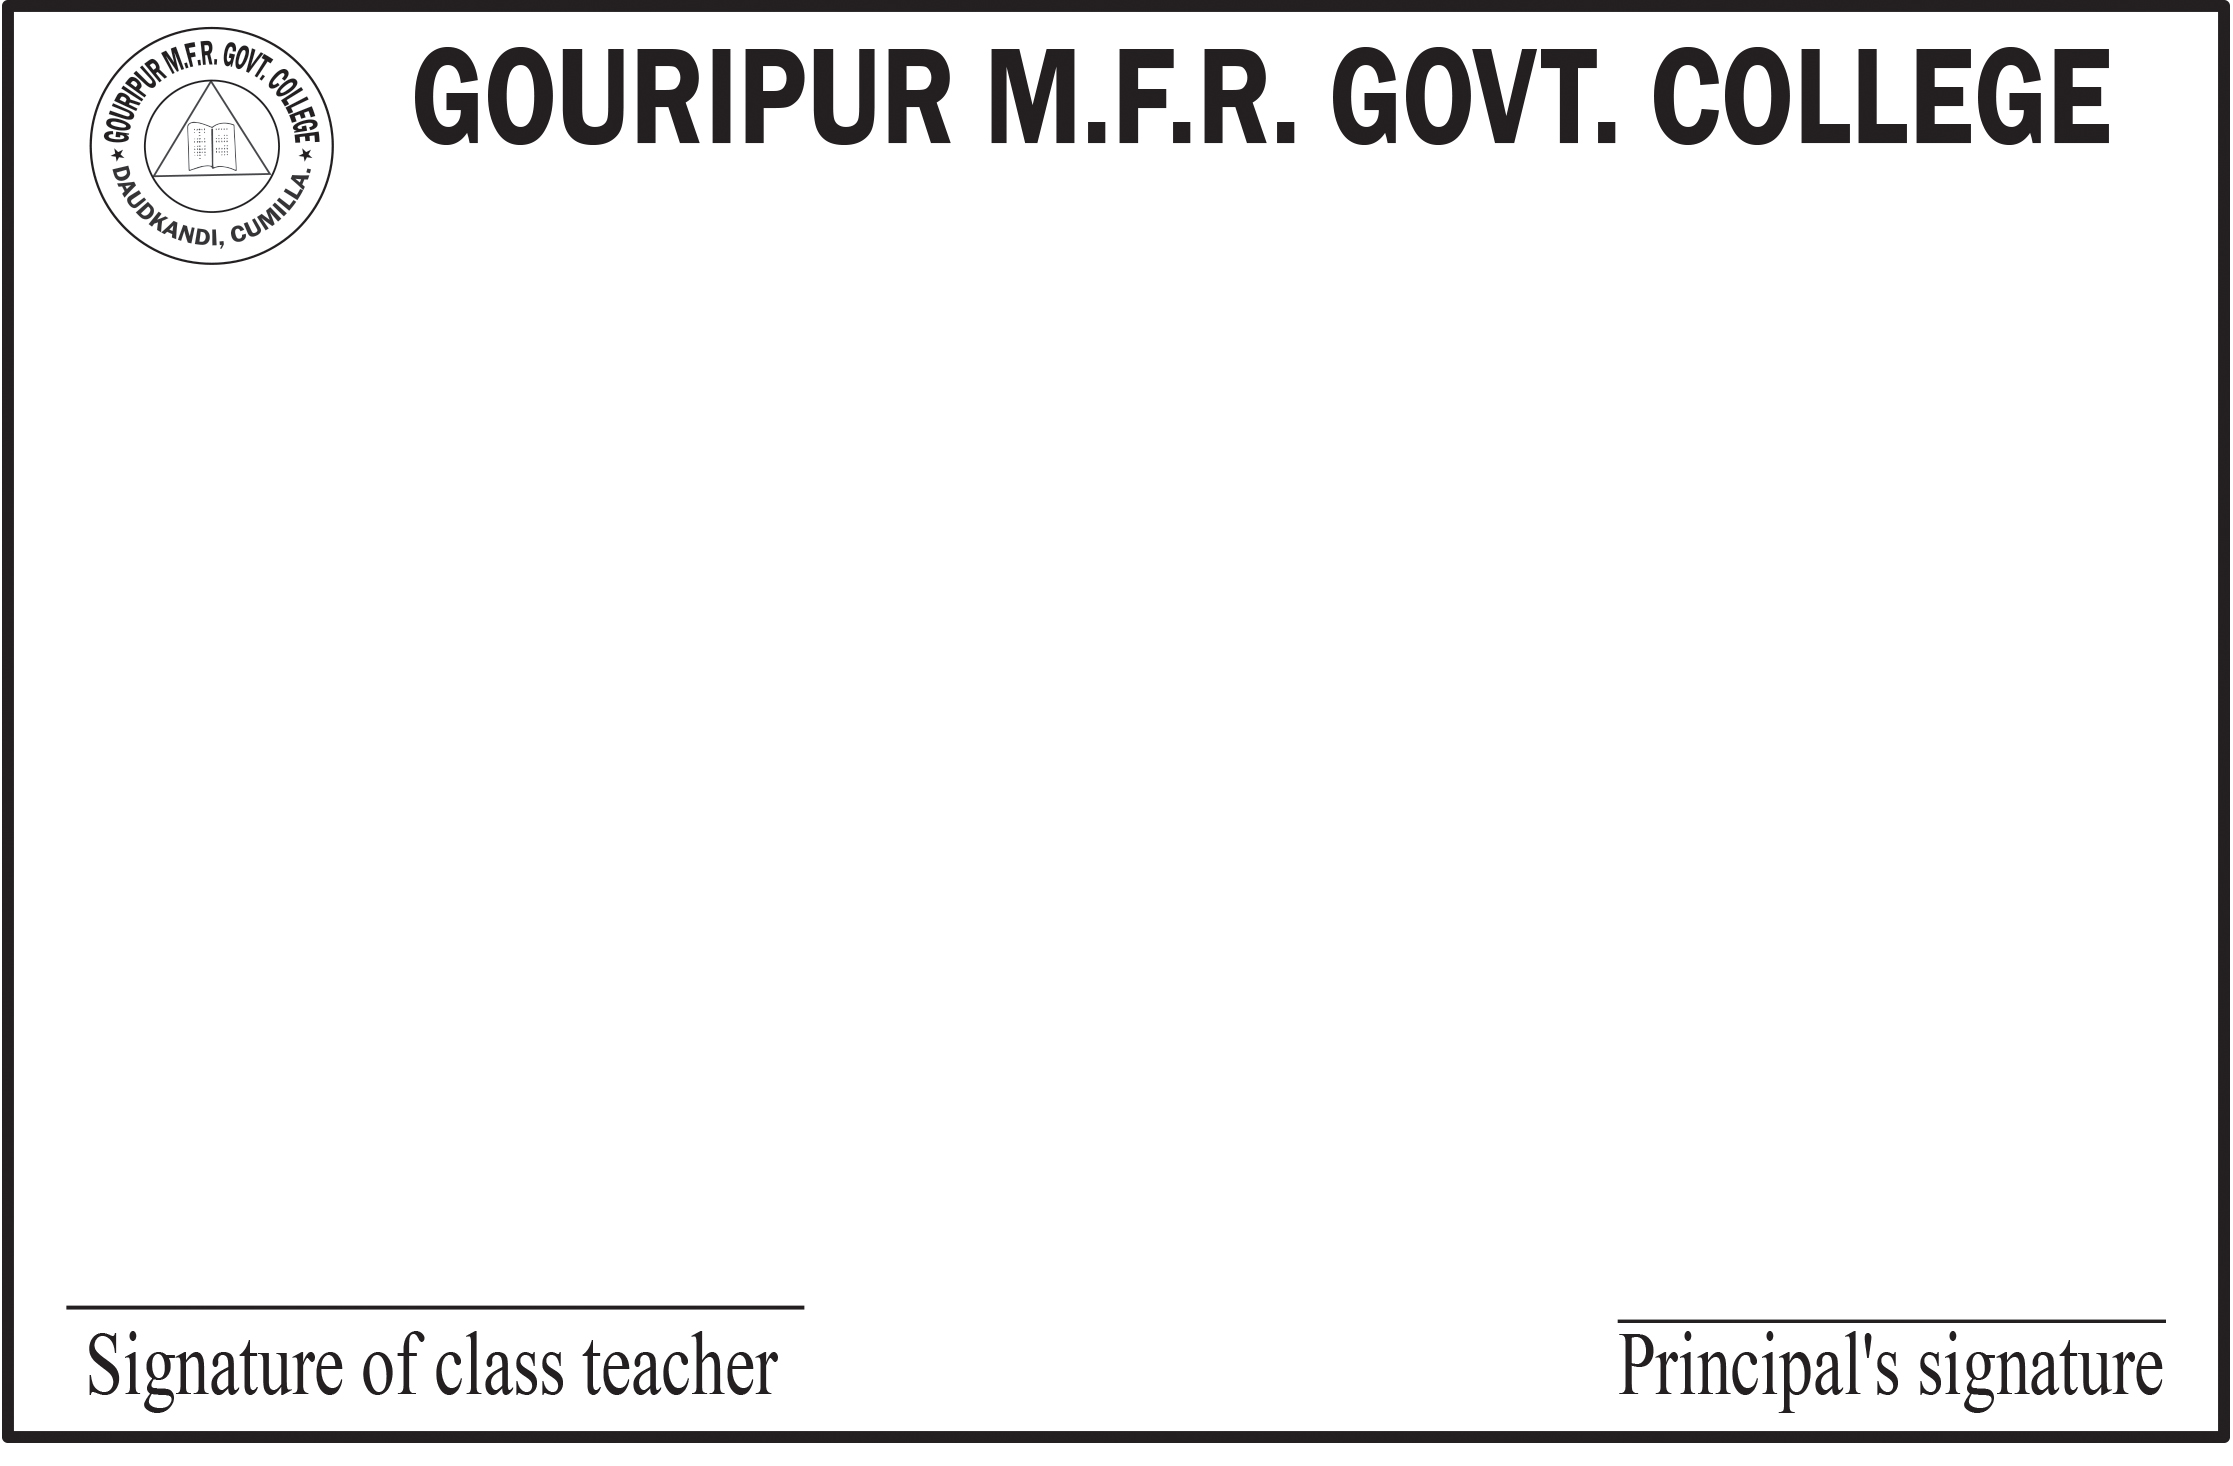 GOURIPUR M.F.R. GOVT. COLLEGE
DAUDKANDI, CUMILLA.
GOURIPUR M.F.R. GOVT. COLLEGE
Signature of class teacher
Principal's signature